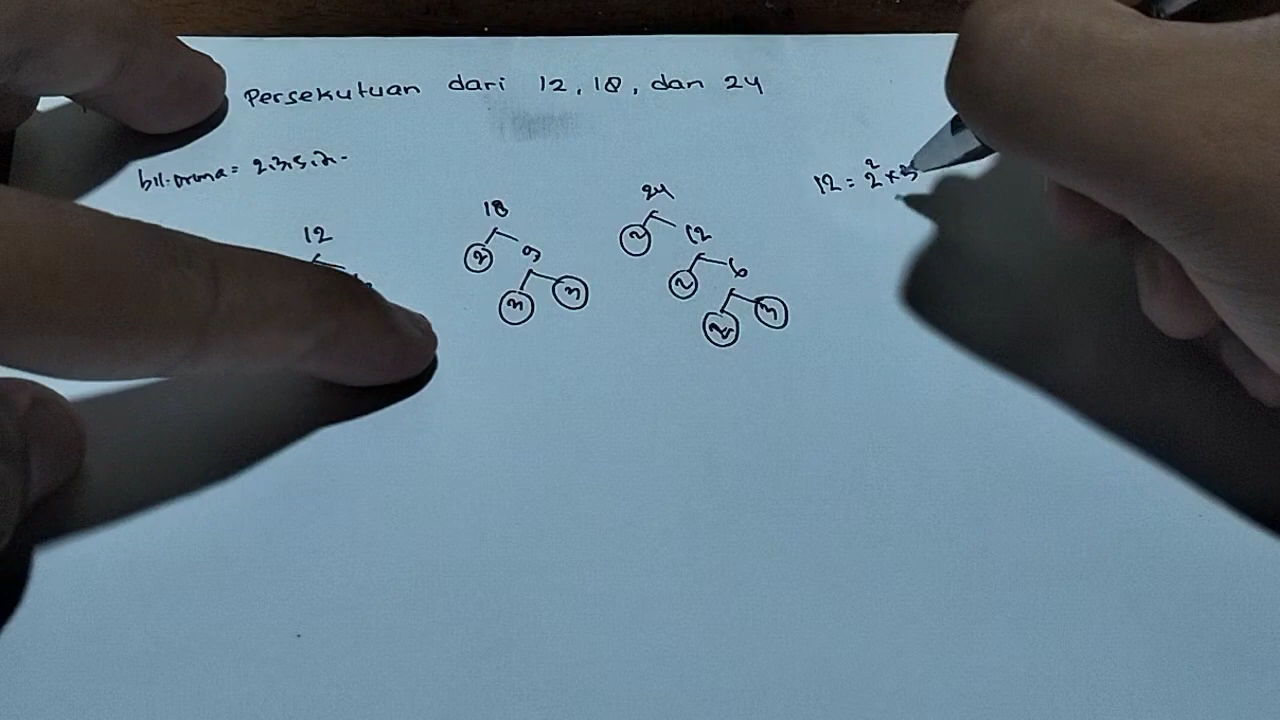 Persekutuan dari 12, 18, dan 24
bil. prima = 2.3.5.7.
12
18
2 9
3 3
24
2 12
2 6
2 3
12 = 2² × 3